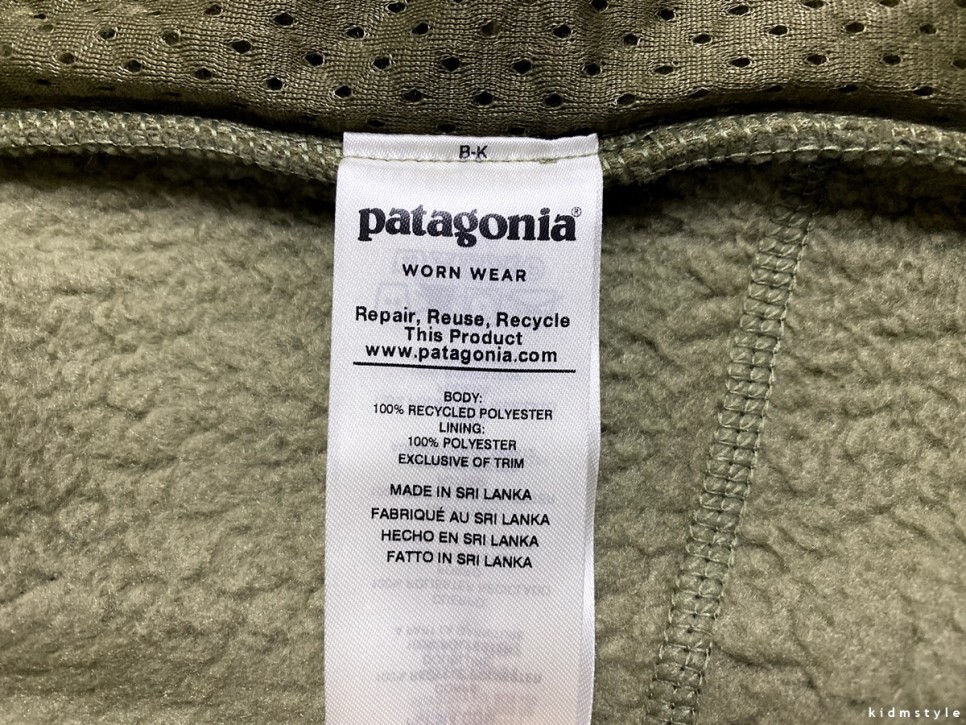 B-K
patagonia®
WORN WEAR
Repair, Reuse, Recycle
This Product
www.patagonia.com
BODY:
100% RECYCLED POLYESTER
LINING:
100% POLYESTER
EXCLUSIVE OF TRIM
MADE IN SRI LANKA
FABRIQUÉ AU SRI LANKA
HECHO EN SRI LANKA
FATTO IN SRI LANKA
kidmstyle